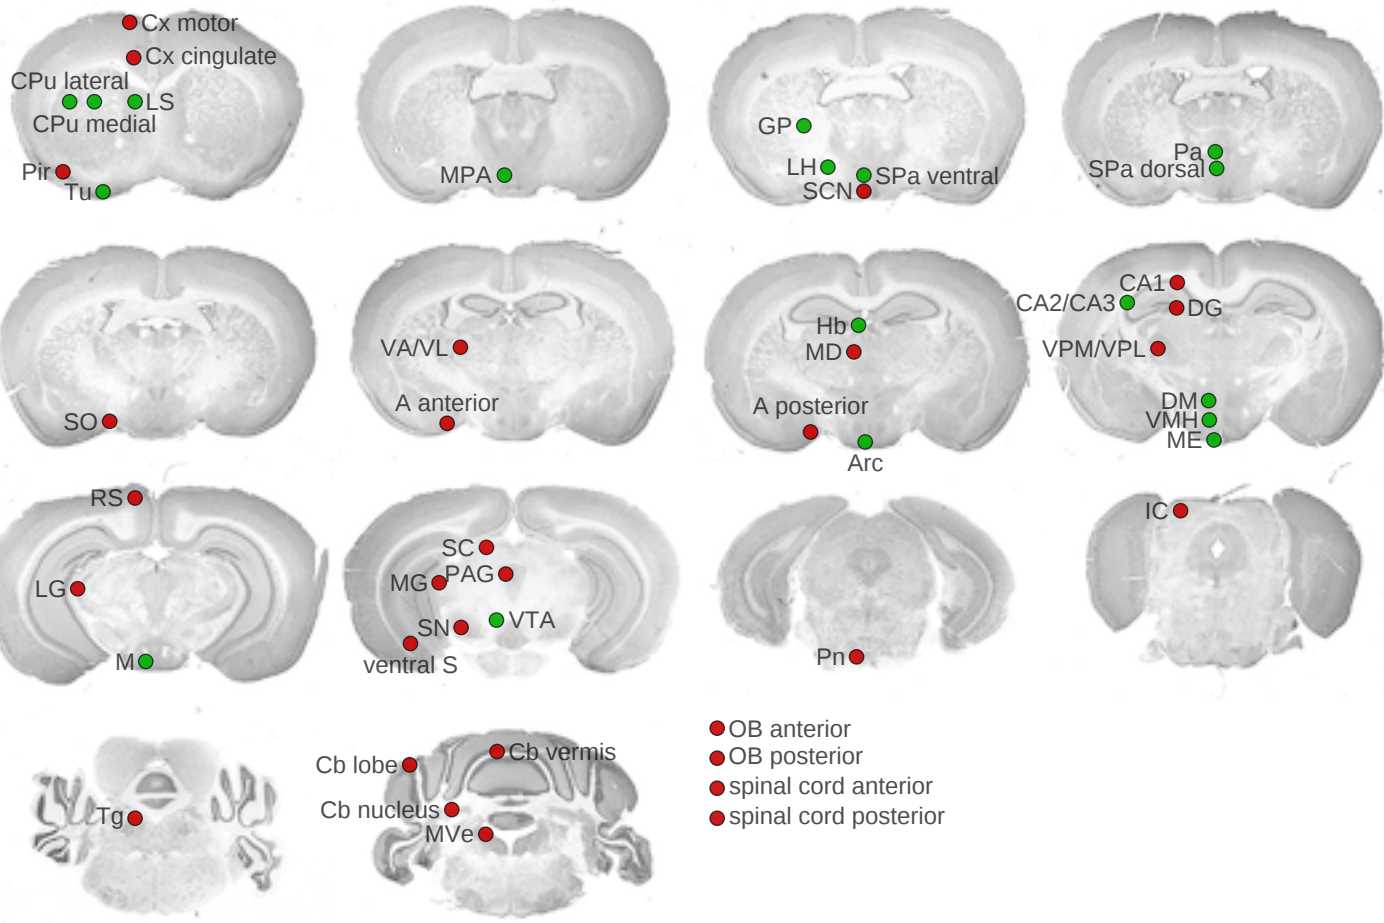 Cx motor
Cx cingulate
CPu lateral
LS
CPu medial
Pir
Tu
MPA
GP
LH
SPa ventral
SCN
Pa
SPa dorsal
SO
VA/VL
A anterior
Hb
MD
A posterior
Arc
CA1
CA2/CA3
DG
VPM/VPL
DM
VMH
ME
RS
LG
M
SC
MG
PAG
SN
VTA
ventral S
Pn
IC
Tg
Cb vermis
Cb lobe
Cb nucleus
MVe
OB anterior
OB posterior
spinal cord anterior
spinal cord posterior